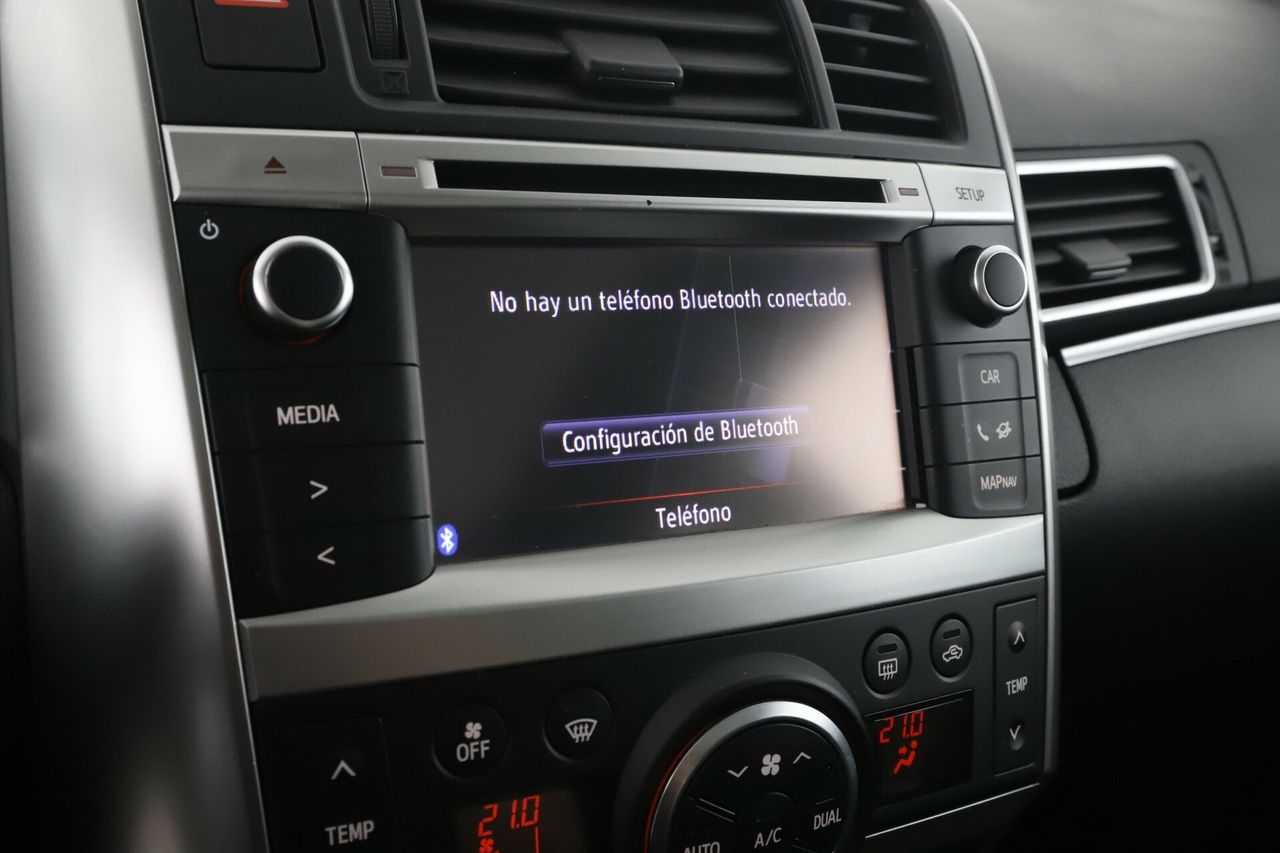 SETUP
No hay un teléfono Bluetooth conectado.
MEDIA
CAR
Configuración de Bluetooth
>
MAPNAV
Teléfono
<
TEMP
OFF
21.0
TEMP
21.0
AUTO
A/C
DUAL